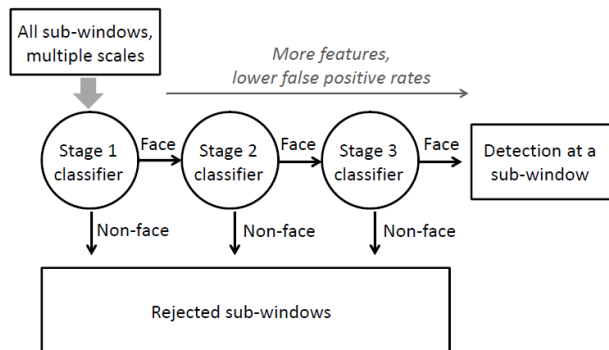 All sub-windows,
multiple scales
More features,
lower false positive rates
Stage 1
classifier
Face
Stage 2
classifier
Face
Stage 3
classifier
Face
Detection at a
sub-window
Non-face
Non-face
Non-face
Rejected sub-windows